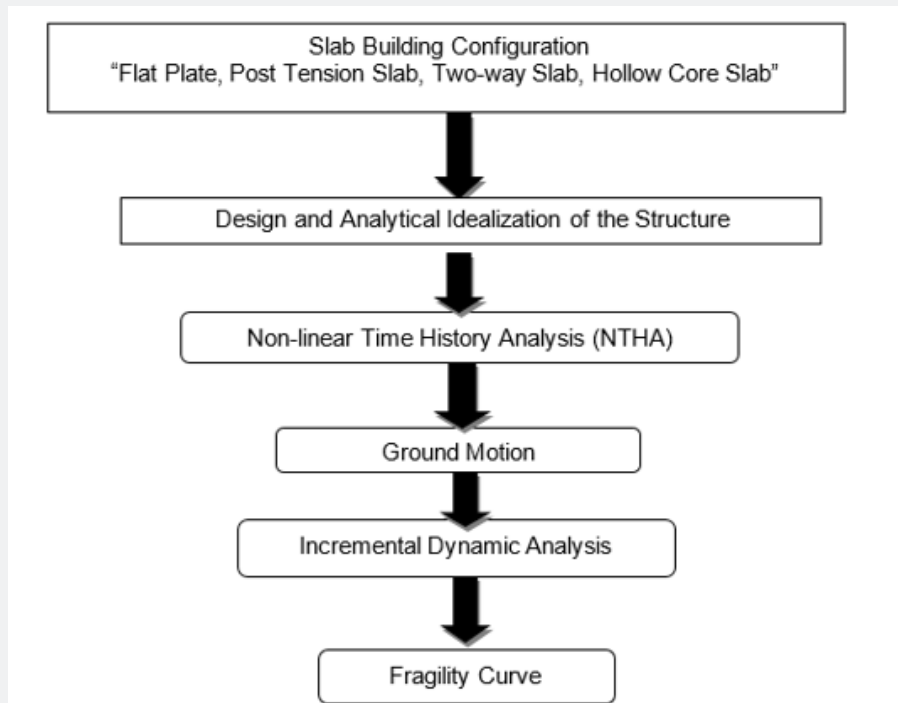 Slab Building Configuration
“Flat Plate, Post Tension Slab, Two-way Slab, Hollow Core Slab”
Design and Analytical Idealization of the Structure
Non-linear Time History Analysis (NTHA)
Ground Motion
Incremental Dynamic Analysis
Fragility Curve